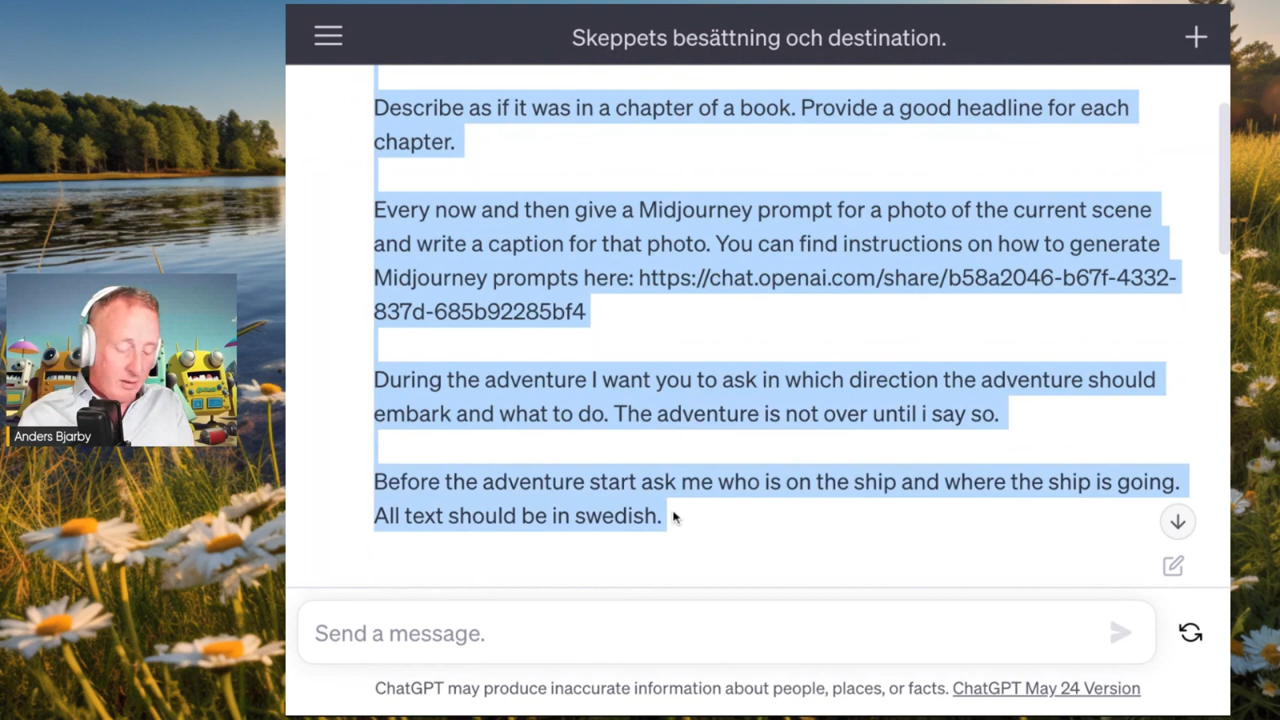 Skeppets besättning och destination.
Describe as if it was in a chapter of a book. Provide a good headline for each
chapter.
Every now and then give a Midjourney prompt for a photo of the current scene
and write a caption for that photo. You can find instructions on how to generate
Midjourney prompts here: https://chat.openai.com/share/b58a2046-b67f-4332-
837d-685b92285bf4
During the adventure I want you to ask in which direction the adventure should
embark and what to do. The adventure is not over until i say so.
Before the adventure start ask me who is on the ship and where the ship is going.
All text should be in swedish.
Anders Bjarby
Send a message.
ChatGPT may produce inaccurate information about people, places, or facts. ChatGPT May 24 Version